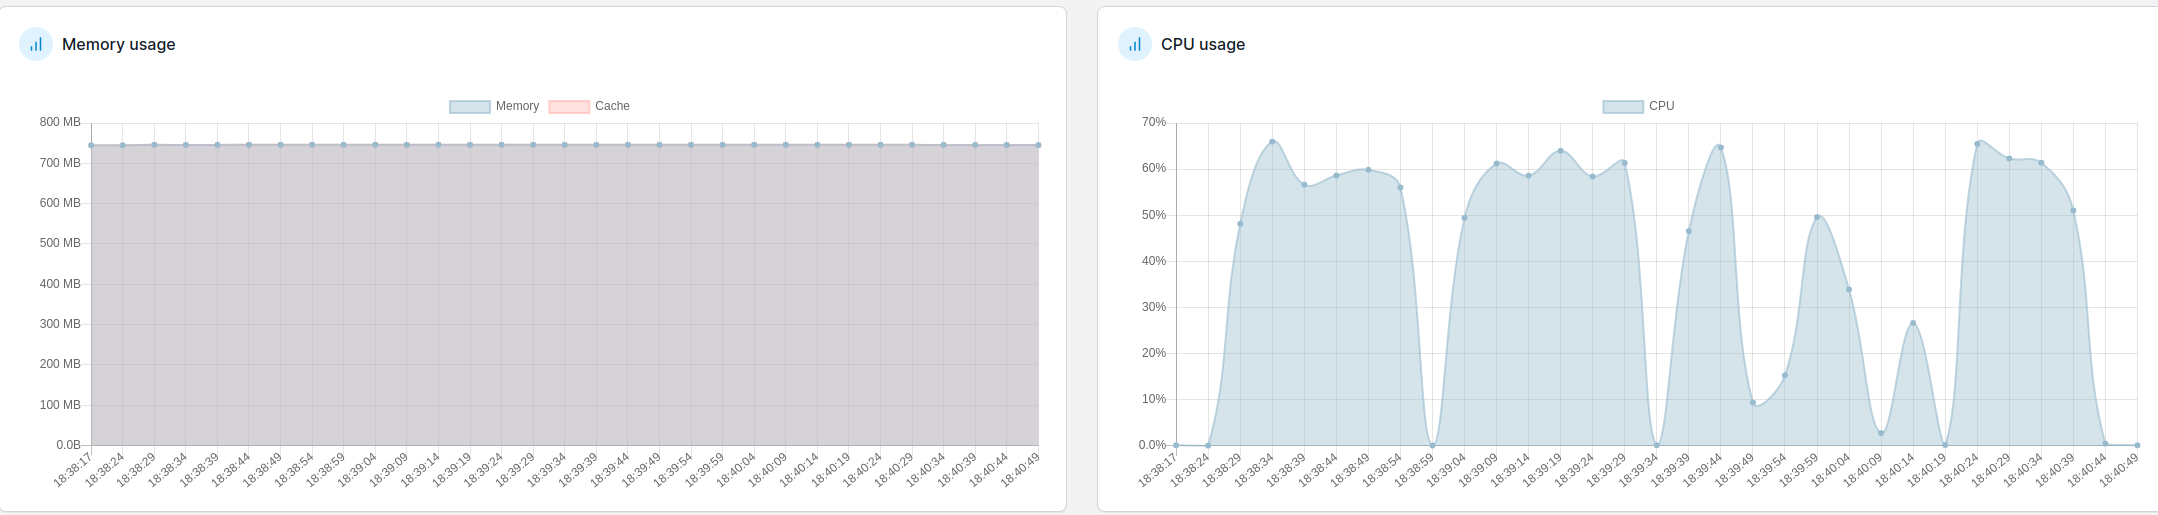 Memory usage
Memory Cache
800 MB
700 MB
600 MB
500 MB
400 MB
300 MB
200 MB
100 MB
0.0B
18:38:17 18:38:24 18:38:29 18:38:34 18:38:39 18:38:44 18:38:49 18:38:54 18:38:59 18:39:04 18:39:09 18:39:14 18:39:19 18:39:24 18:39:29 18:39:34 18:39:39 18:39:44 18:39:49 18:39:54 18:39:59 18:40:04 18:40:09 18:40:14 18:40:19 18:40:24 18:40:29 18:40:34 18:40:39 18:40:44 18:40:49
CPU usage
CPU
70%
60%
50%
40%
30%
20%
10%
0.0%
18:38:17 18:38:24 18:38:29 18:38:34 18:38:39 18:38:44 18:38:49 18:38:54 18:38:59 18:39:04 18:39:09 18:39:14 18:39:19 18:39:24 18:39:29 18:39:34 18:39:39 18:39:44 18:39:49 18:39:54 18:39:59 18:40:04 18:40:09 18:40:14 18:40:19 18:40:24 18:40:29 18:40:34 18:40:39 18:40:44 18:40:49